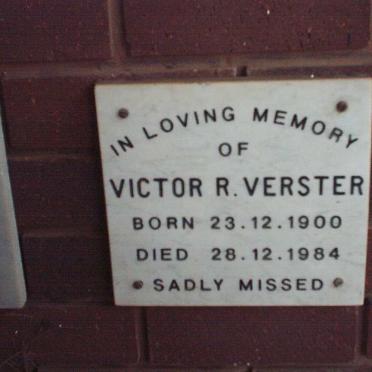 IN LOVING MEMORY
OF
VICTOR R. VERSTER
BORN 23.12.1900
DIED 28.12.1984
SADLY MISSED